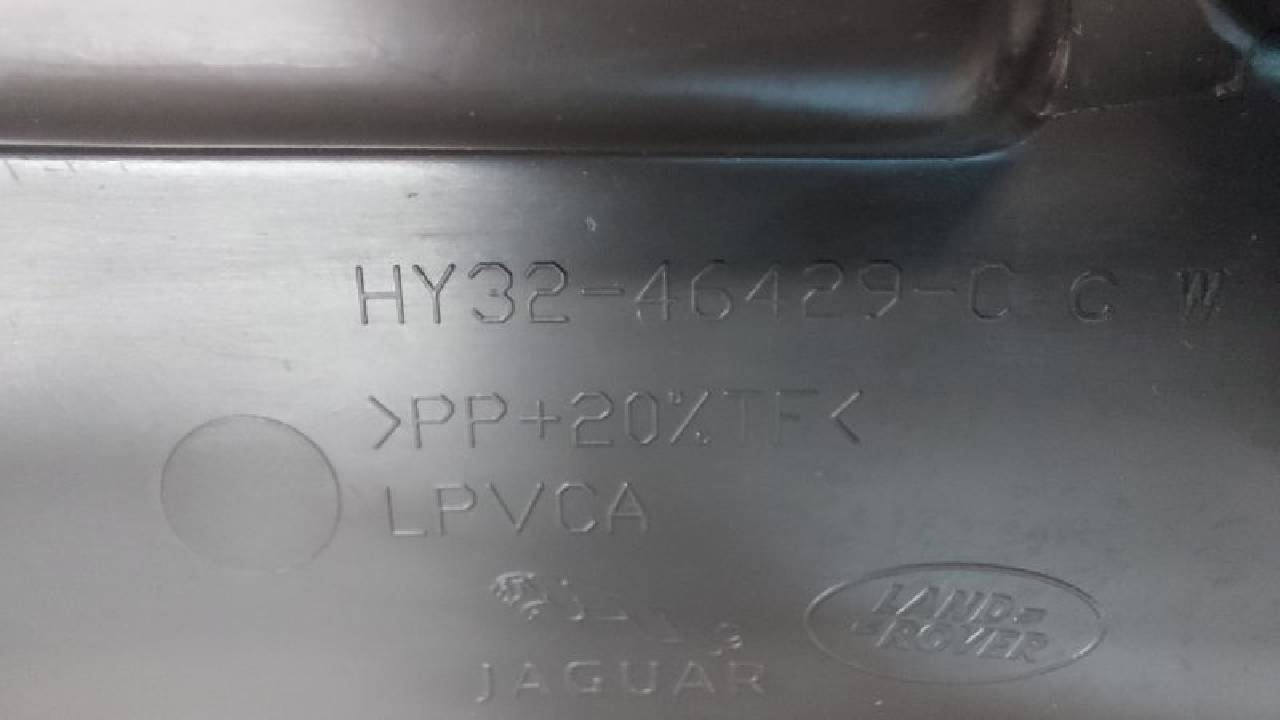 HY32-46429-C G W
>PP+20%TF<
LPVCA
LAND-
-ROVER
JAGUAR